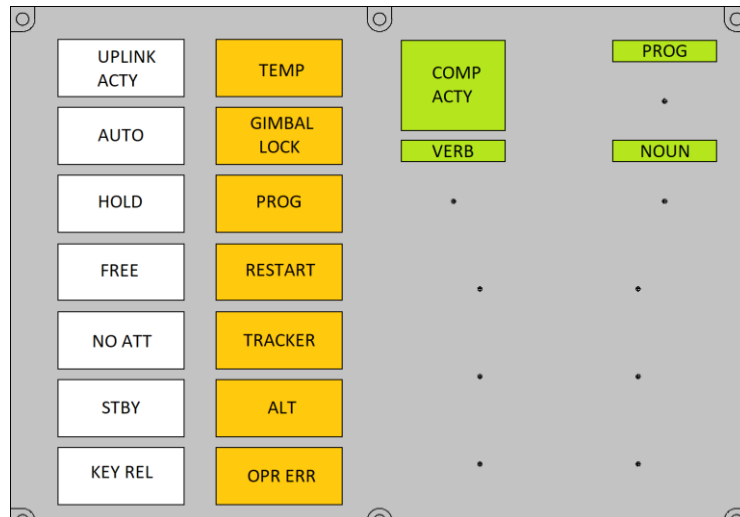 UPLINK
ACTY
TEMP
COMP
ACTY
PROG
AUTO
GIMBAL
LOCK
VERB
NOUN
HOLD
PROG
FREE
RESTART
NO ATT
TRACKER
STBY
ALT
KEY REL
OPR ERR